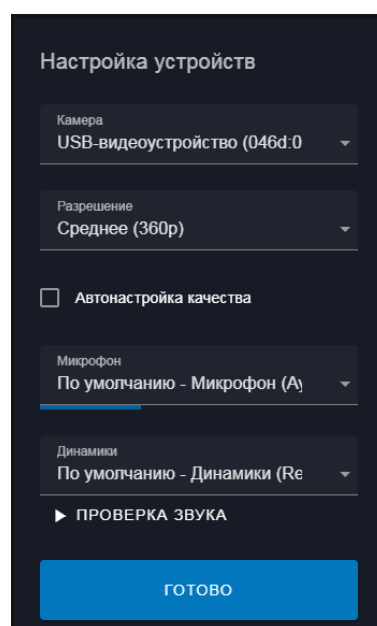 Настройка устройств
Камера
USB-видеоустройство (046d:0
Разрешение
Среднее (360p)
Автонастройка качества
Микрофон
По умолчанию - Микрофон (Ау
Динамики
По умолчанию - Динамики (Re
ПРОВЕРКА ЗВУКА
ГОТОВО